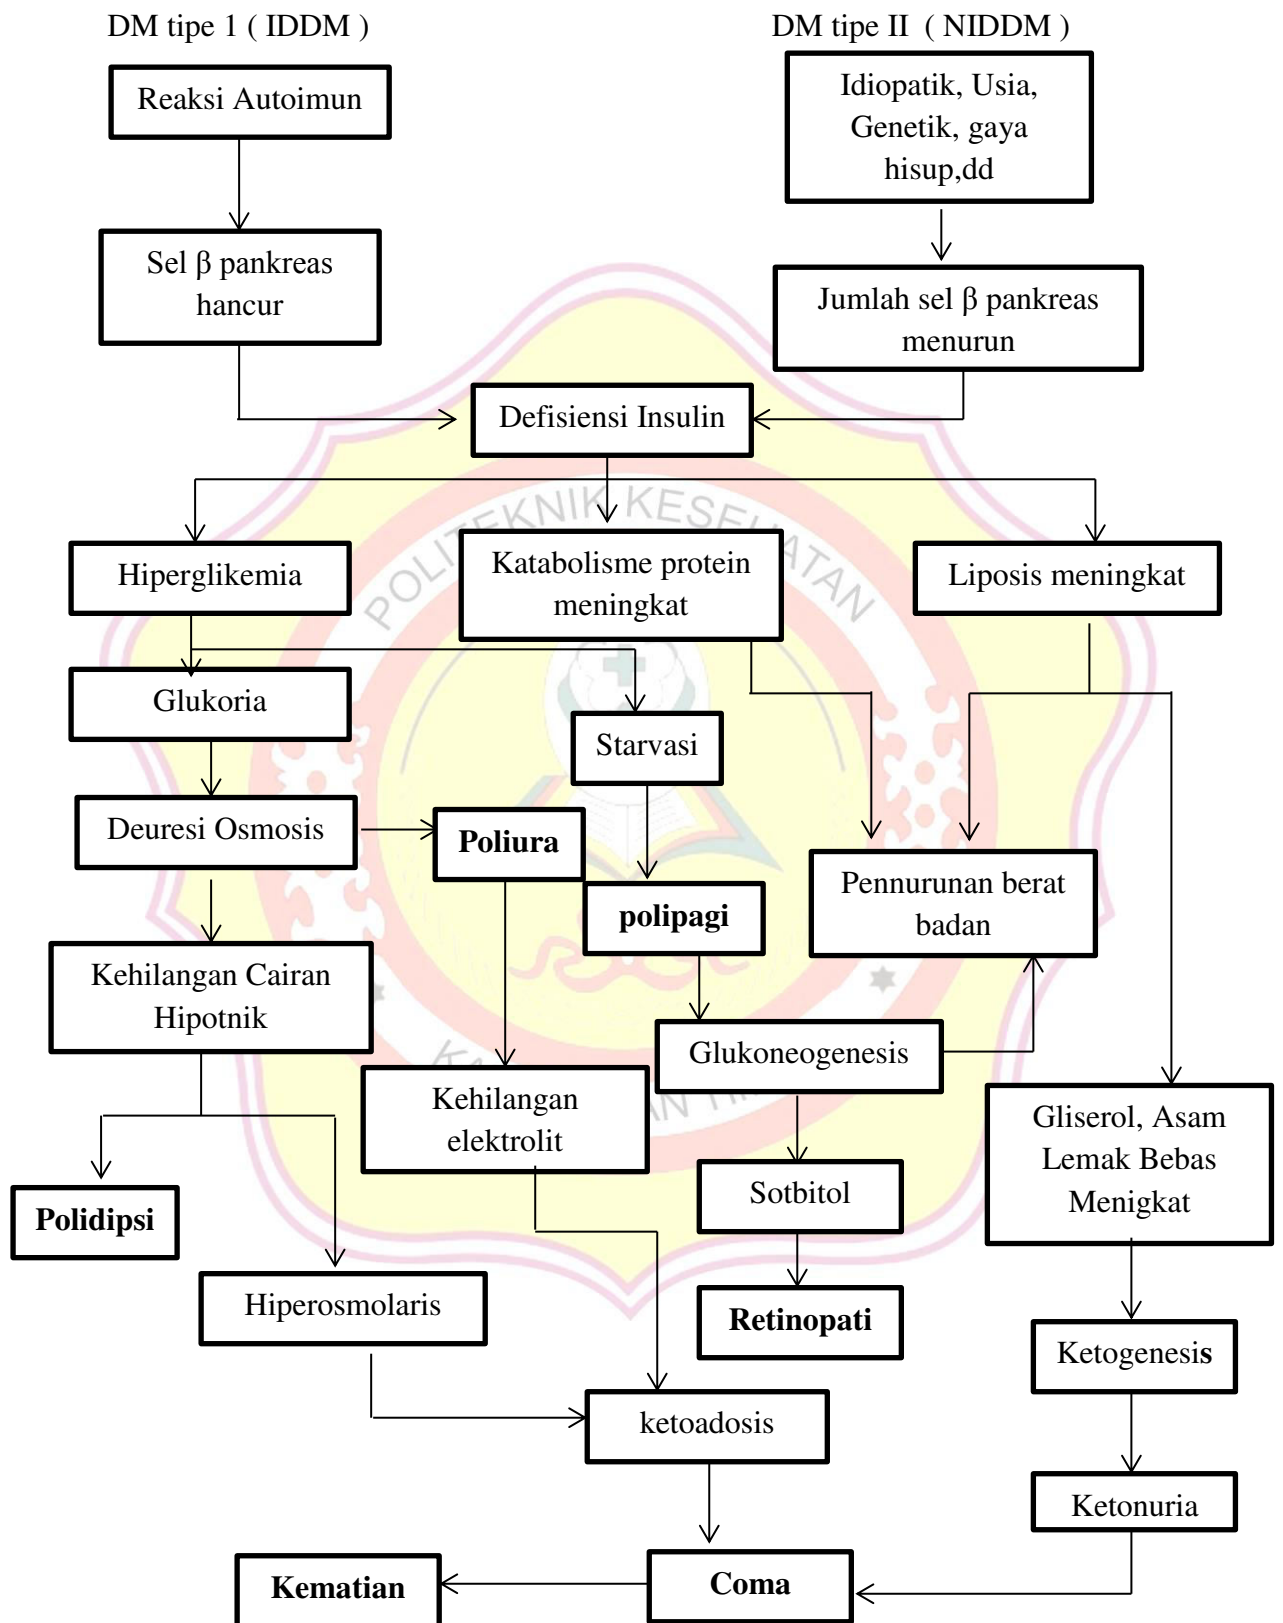 DM tipe 1 ( IDDM )
DM tipe II ( NIDDM )
Reaksi Autoimun
Idiopatik, Usia,
Genetik, gaya
hisup,dd
Sel β pankreas
hancur
Jumlah sel β pankreas
menurun
Defisiensi Insulin
POLITEKNIK KESEHATAN
Hiperglikemia
Katabolisme protein
meningkat
Liposis meningkat
Glukoria
Starvasi
Deuresi Osmosis
Poliura
Pennurunan berat
badan
polipagi
Kehilangan Cairan
Hipotnik
Glukoneogenesis
Kehilangan
elektrolit
Gliserol, Asam
Lemak Bebas
Menigkat
Sotbitol
Polidipsi
Hiperosmolaris
Retinopati
Ketogenesis
ketoadosis
Ketonuria
Kematian
Coma